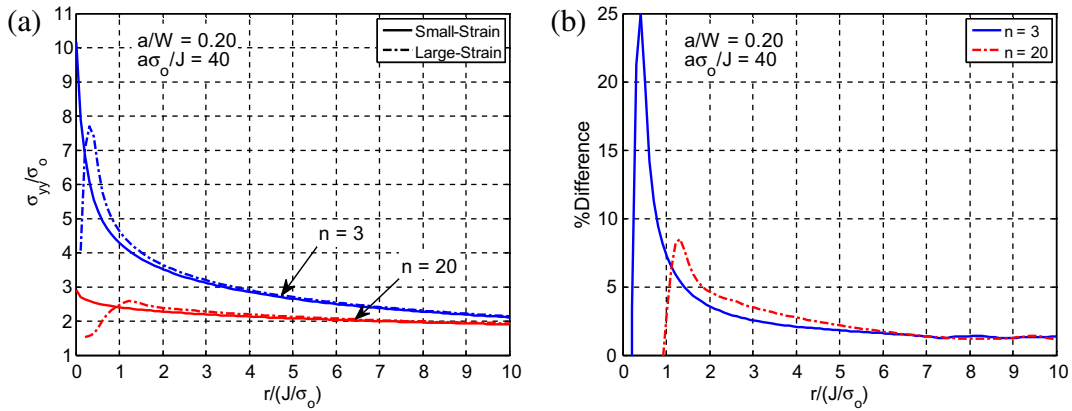 (a)
a/W = 0.20
aσo/J = 40
Small-Strain
Large-Strain
n = 3
n = 20
11
10
9
8
7
6
5
4
3
2
1
σyy/σo
0 1 2 3 4 5 6 7 8 9 10
r/(J/σo)
(b)
a/W = 0.20
aσo/J = 40
n = 3
n = 20
25
20
15
10
5
0
%Difference
0 1 2 3 4 5 6 7 8 9 10
r/(J/σo)